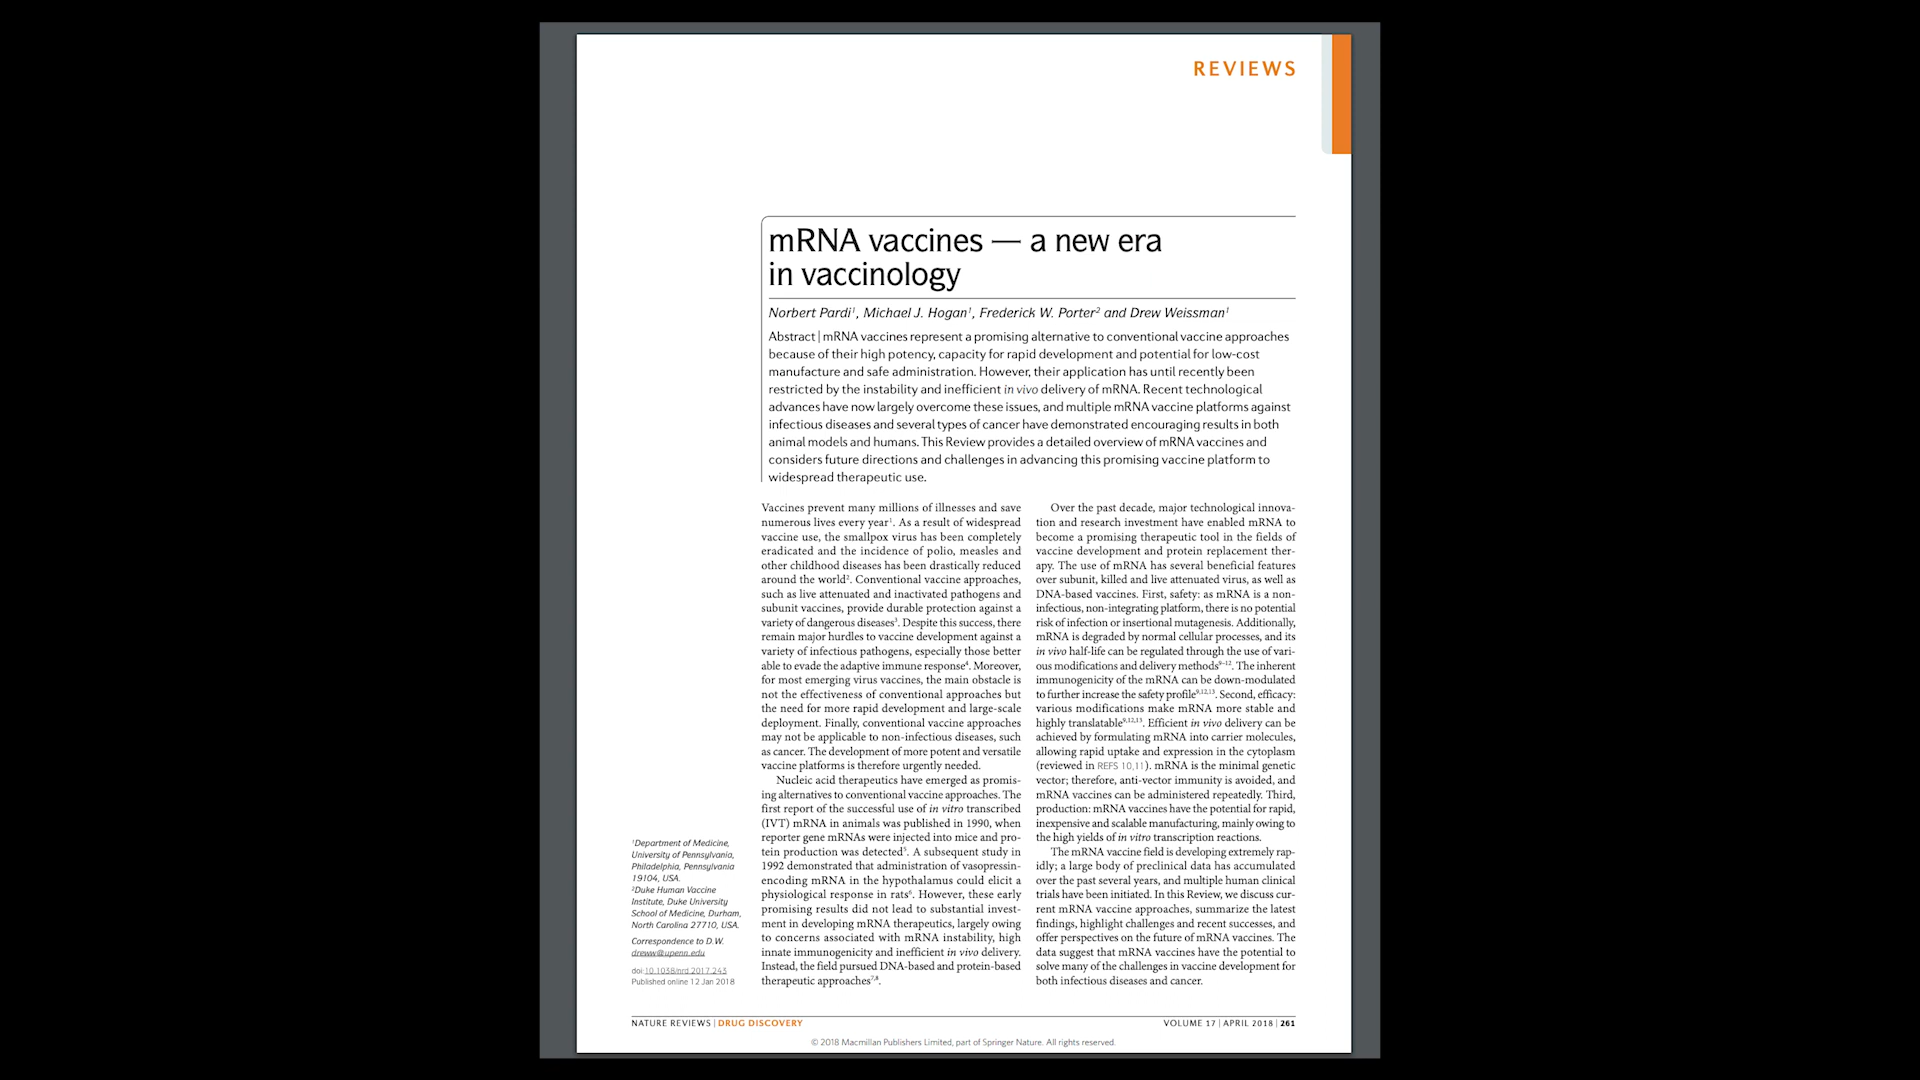 REVIEWS
mRNA vaccines — a new era
in vaccinology
Norbert Pardi¹, Michael J. Hogan¹, Frederick W. Porter² and Drew Weissman¹
Abstract | mRNA vaccines represent a promising alternative to conventional vaccine approaches
because of their high potency, capacity for rapid development and potential for low-cost
manufacture and safe administration. However, their application has until recently been
restricted by the instability and inefficient in vivo delivery of mRNA. Recent technological
advances have now largely overcome these issues, and multiple mRNA vaccine platforms against
infectious diseases and several types of cancer have demonstrated encouraging results in both
animal models and humans. This Review provides a detailed overview of mRNA vaccines and
considers future directions and challenges in advancing this promising vaccine platform to
widespread therapeutic use.
Vaccines prevent many millions of illnesses and save
numerous lives every year¹. As a result of widespread
vaccine use, the smallpox virus has been completely
eradicated and the incidence of polio, measles and
other childhood diseases has been drastically reduced
around the world². Conventional vaccine approaches,
such as live attenuated and inactivated pathogens and
subunit vaccines, provide durable protection against a
variety of dangerous diseases³. Despite this success, there
remain major hurdles to vaccine development against a
variety of infectious pathogens, especially those better
able to evade the adaptive immune response⁴. Moreover,
for most emerging virus vaccines, the main obstacle is
not the effectiveness of conventional approaches but
the need for more rapid development and large-scale
deployment. Finally, conventional vaccine approaches
may not be applicable to non-infectious diseases, such
as cancer. The development of more potent and versatile
vaccine platforms is therefore urgently needed.
Nucleic acid therapeutics have emerged as promis-
ing alternatives to conventional vaccine approaches. The
first report of the successful use of in vitro transcribed
(IVT) mRNA in animals was published in 1990, when
reporter gene mRNAs were injected into mice and pro-
tein production was detected⁵. A subsequent study in
1992 demonstrated that administration of vasopressin-
encoding mRNA in the hypothalamus could elicit a
physiological response in rats⁶. However, these early
promising results did not lead to substantial invest-
ment in developing mRNA therapeutics, largely owing
to concerns associated with mRNA instability, high
innate immunogenicity and inefficient in vivo delivery.
Instead, the field pursued DNA-based and protein-based
therapeutic approaches⁷,⁸.
Over the past decade, major technological innova-
tion and research investment have enabled mRNA to
become a promising therapeutic tool in the fields of
vaccine development and protein replacement ther-
apy. The use of mRNA has several beneficial features
over subunit, killed and live attenuated virus, as well as
DNA-based vaccines. First, safety: as mRNA is a non-
infectious, non-integrating platform, there is no potential
risk of infection or insertional mutagenesis. Additionally,
mRNA is degraded by normal cellular processes, and its
in vivo half-life can be regulated through the use of vari-
ous modifications and delivery methods⁹⁻¹². The inherent
immunogenicity of the mRNA can be down-modulated
to further increase the safety profile⁹,¹²,¹³. Second, efficacy:
various modifications make mRNA more stable and
highly translatable⁹,¹²,¹³. Efficient in vivo delivery can be
achieved by formulating mRNA into carrier molecules,
allowing rapid uptake and expression in the cytoplasm
(reviewed in REFS 10,11). mRNA is the minimal genetic
vector; therefore, anti-vector immunity is avoided, and
mRNA vaccines can be administered repeatedly. Third,
production: mRNA vaccines have the potential for rapid,
inexpensive and scalable manufacturing, mainly owing to
the high yields of in vitro transcription reactions.
The mRNA vaccine field is developing extremely rap-
idly; a large body of preclinical data has accumulated
over the past several years, and multiple human clinical
trials have been initiated. In this Review, we discuss cur-
rent mRNA vaccine approaches, summarize the latest
findings, highlight challenges and recent successes, and
offer perspectives on the future of mRNA vaccines. The
data suggest that mRNA vaccines have the potential to
solve many of the challenges in vaccine development for
both infectious diseases and cancer.
¹Department of Medicine,
University of Pennsylvania,
Philadelphia, Pennsylvania
19104, USA.
²Duke Human Vaccine
Institute, Duke University
School of Medicine, Durham,
North Carolina 27710, USA.
Correspondence to D.W.
dreww@upenn.edu
doi:10.1038/nrd.2017.243
Published online 12 Jan 2018
NATURE REVIEWS | DRUG DISCOVERY
VOLUME 17 | APRIL 2018 | 261
© 2018 Macmillan Publishers Limited, part of Springer Nature. All rights reserved.